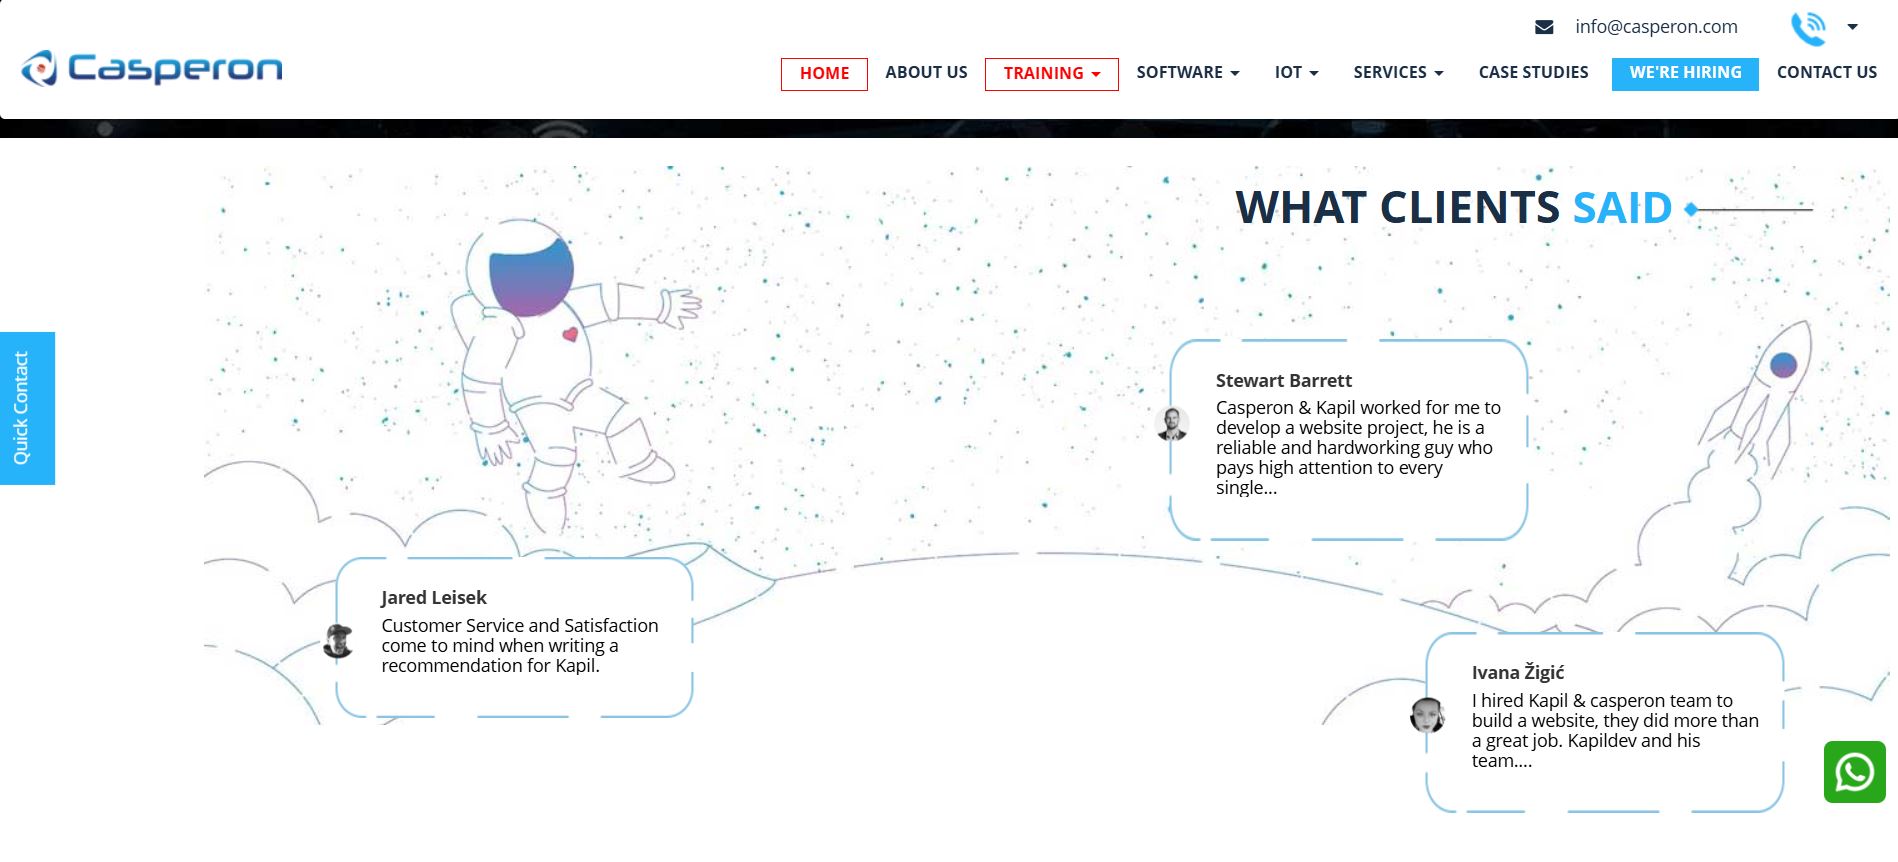 info@casperon.com
Casperon
HOME
ABOUT US
TRAINING
SOFTWARE
IOT
SERVICES
CASE STUDIES
WE'RE HIRING
CONTACT US
WHAT CLIENTS SAID
Quick Contact
Stewart Barrett
Casperon & Kapil worked for me to
develop a website project, he is a
reliable and hardworking guy who
pays high attention to every
single...
Jared Leisek
Customer Service and Satisfaction
come to mind when writing a
recommendation for Kapil.
Ivana Žigić
I hired Kapil & casperon team to
build a website, they did more than
a great job. Kapildev and his
team....